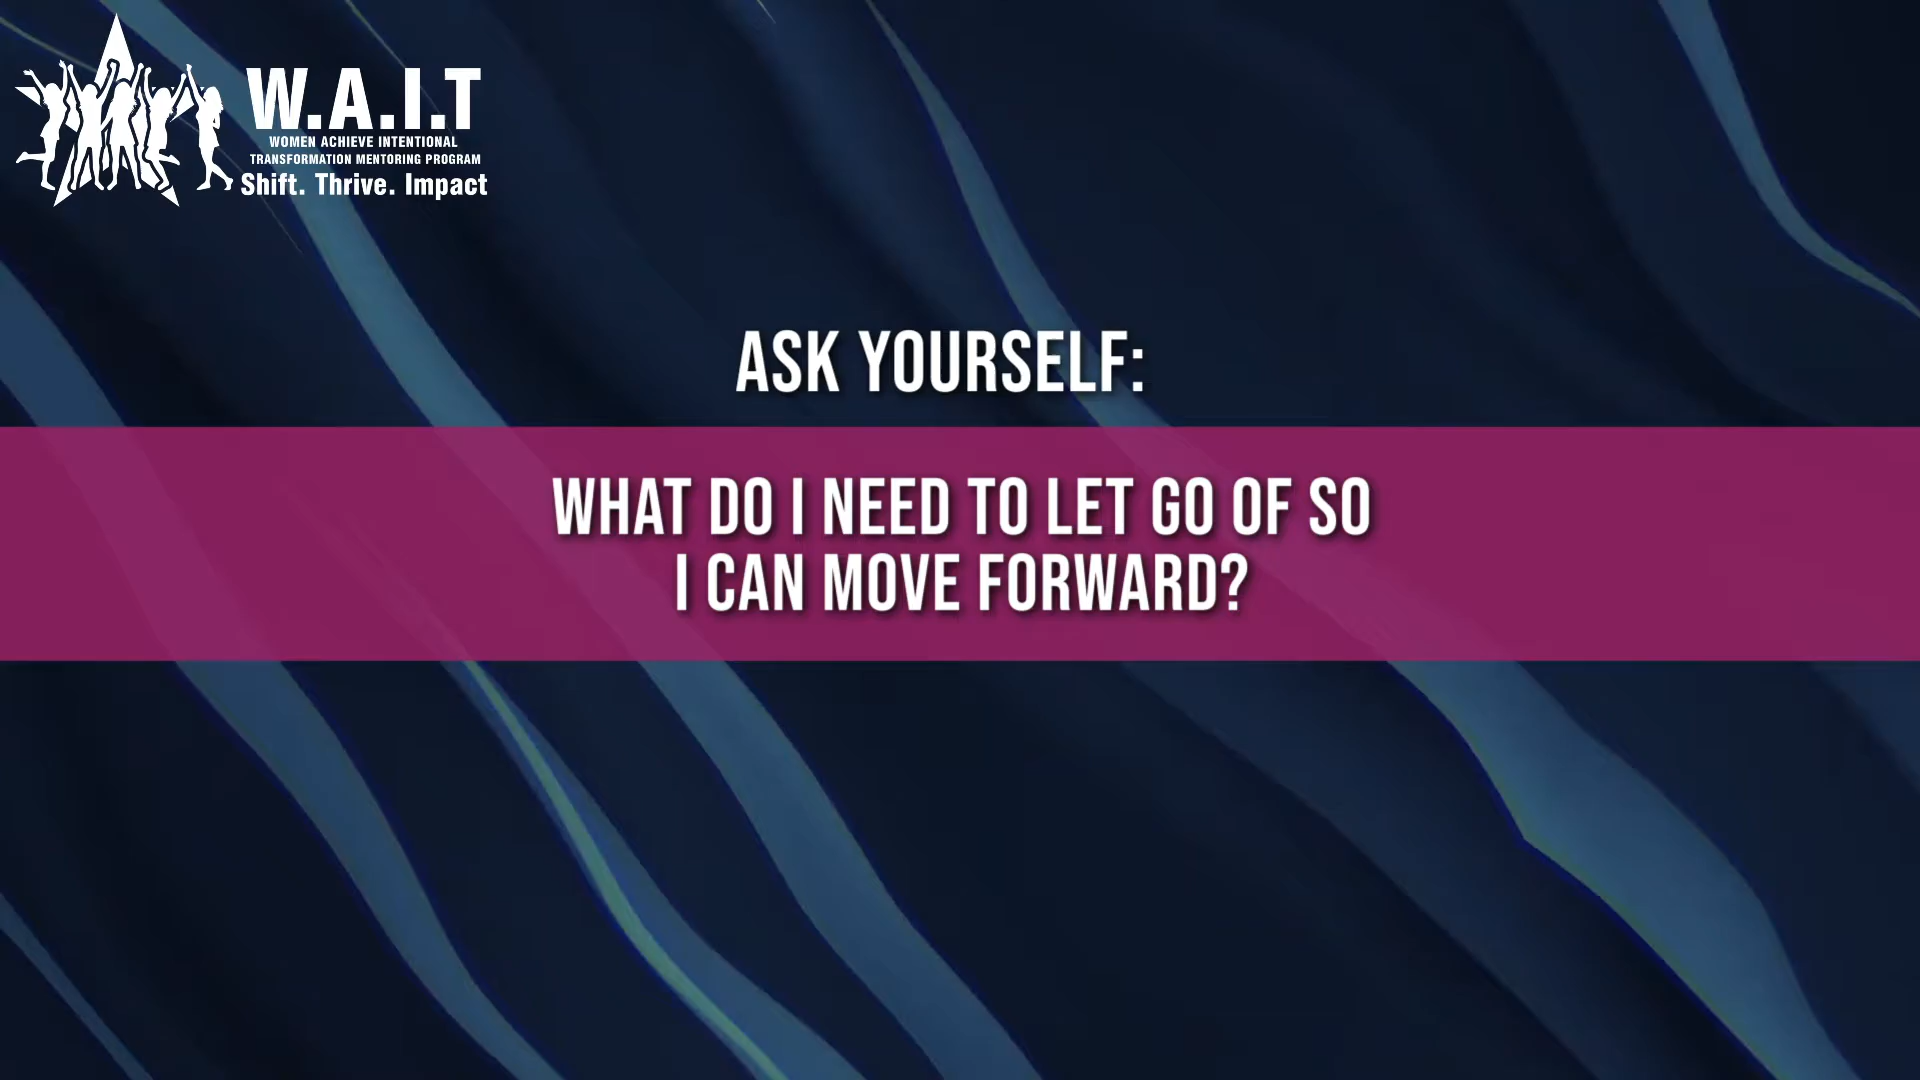 W.A.I.T
WOMEN ACHIEVE INTENTIONAL
TRANSFORMATION MENTORING PROGRAM
Shift. Thrive. Impact
ASK YOURSELF:
WHAT DO I NEED TO LET GO OF SO
I CAN MOVE FORWARD?